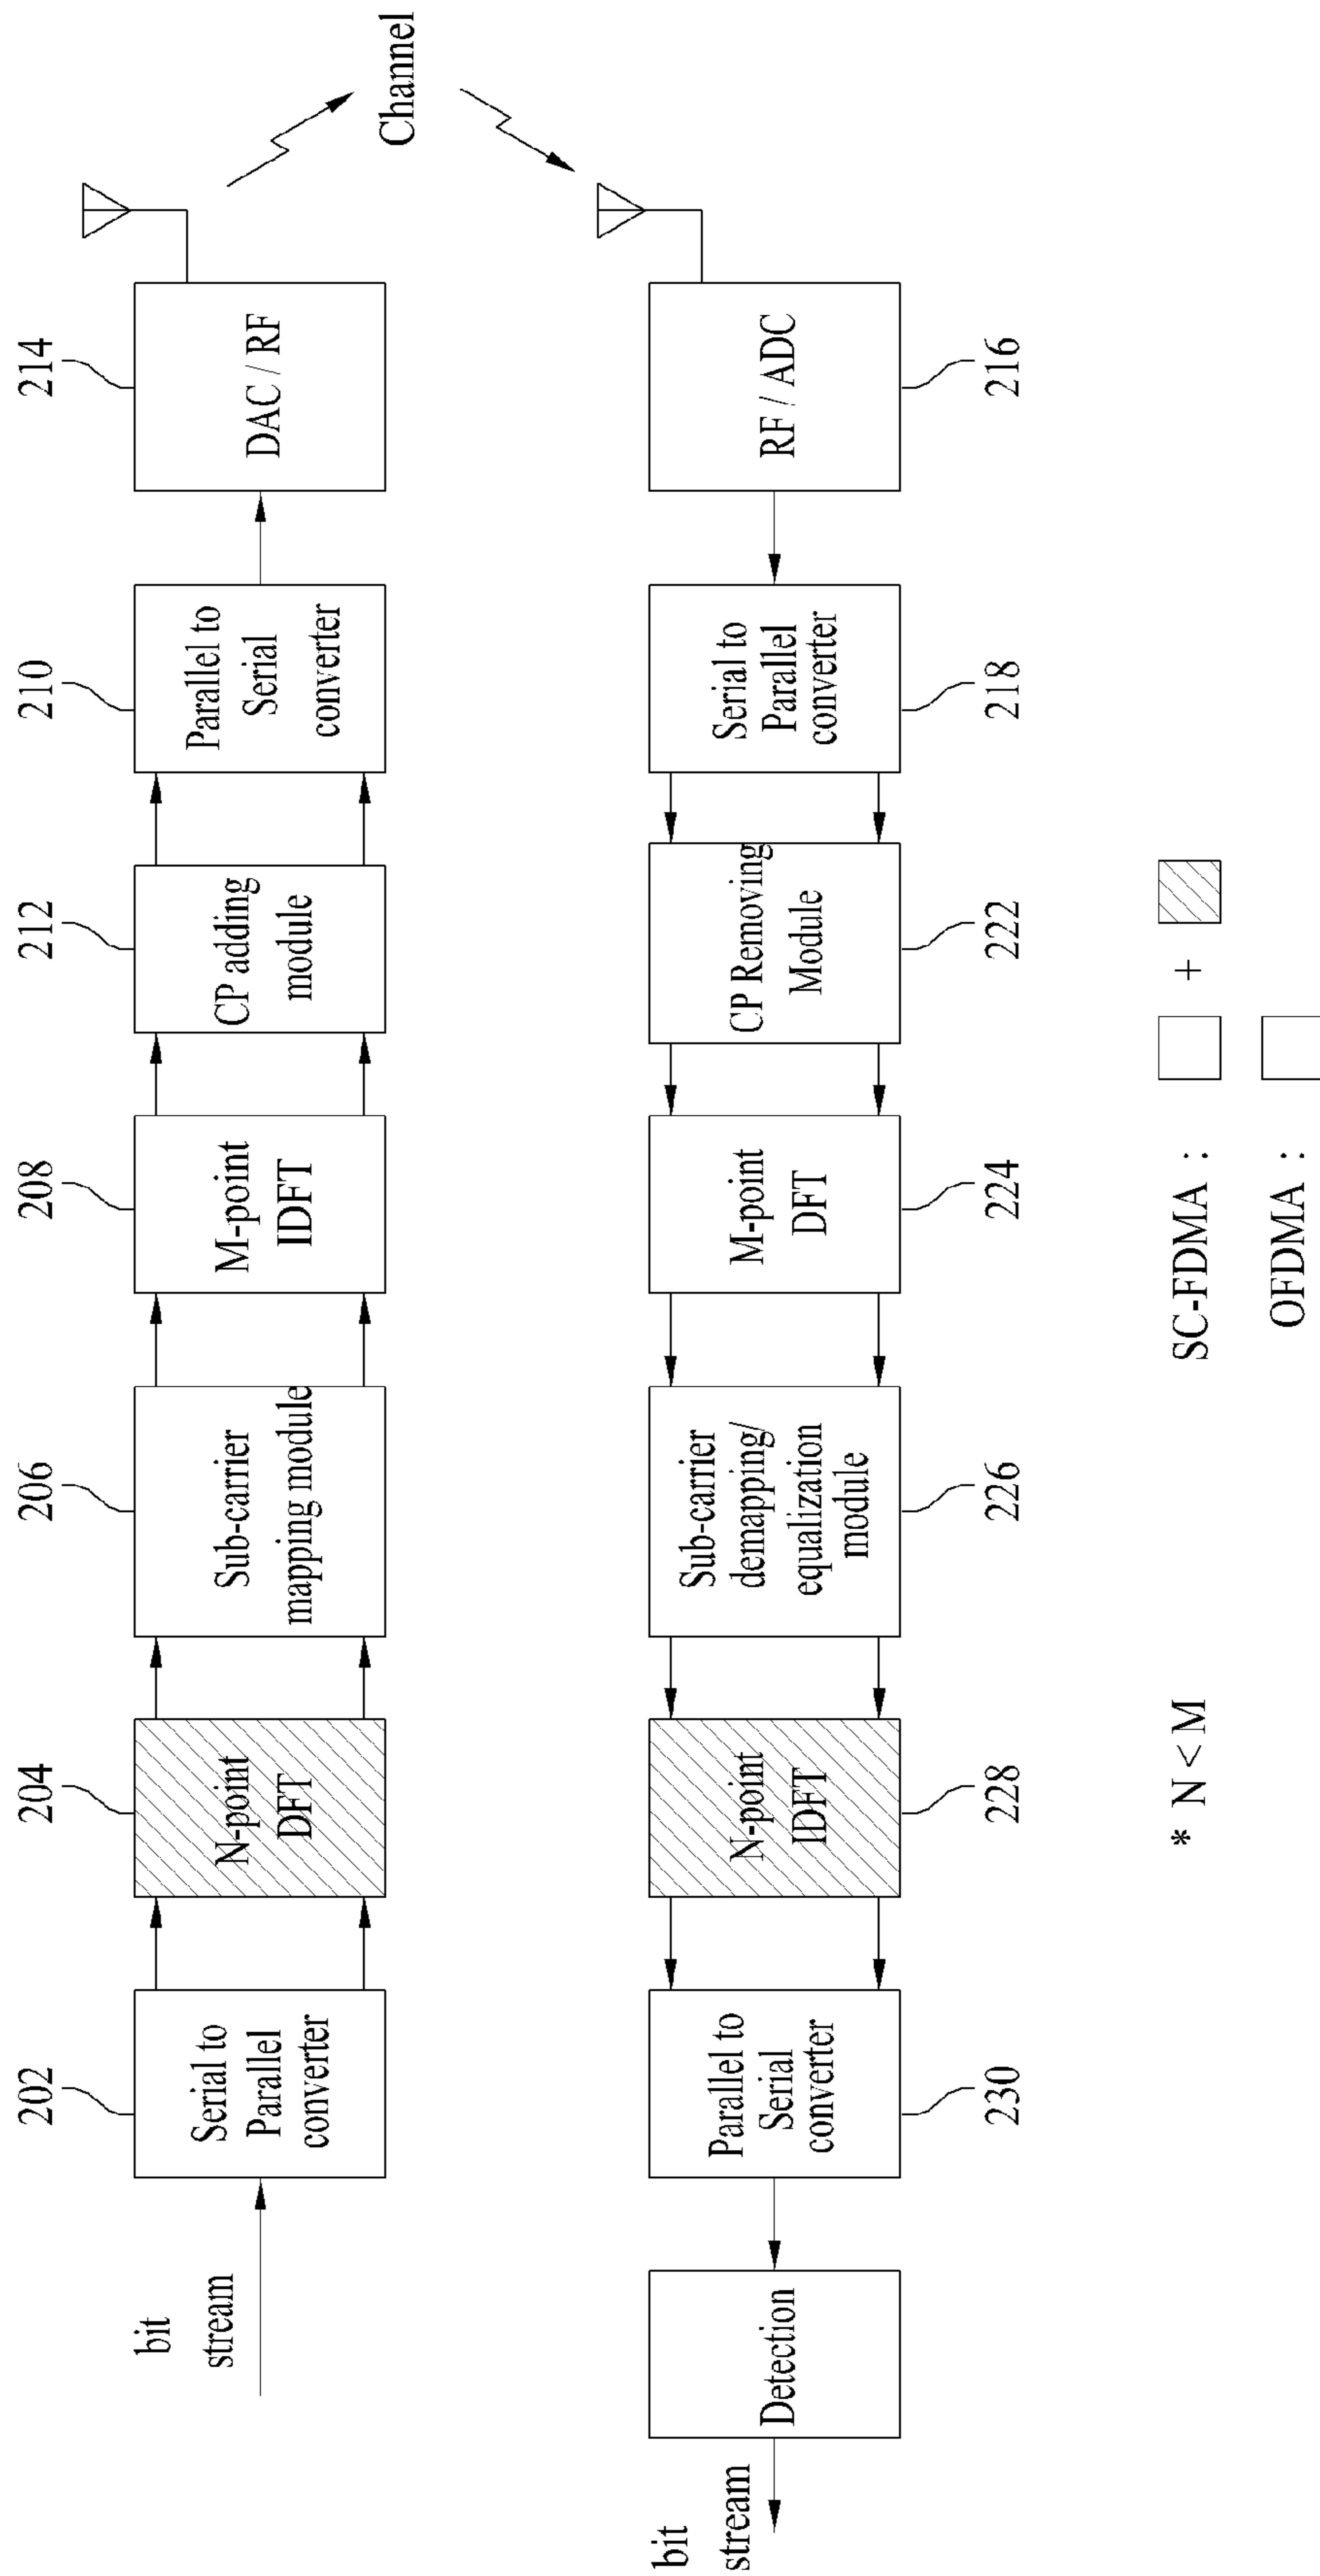 202
204
206
208
212
210
214
bit
stream
Serial to
Parallel
converter
N-point
DFT
Sub-carrier
mapping module
M-point
IDFT
CP adding
module
Parallel to
Serial
converter
DAC / RF
Channel
bit
stream
Detection
Parallel to
Serial
converter
N-point
IDFT
Sub-carrier
demapping/
equalization
module
M-point
DFT
CP Removing
Module
Serial to
Parallel
converter
RF / ADC
230
228
226
224
222
218
216
* N < M
SC-FDMA : +
OFDMA :